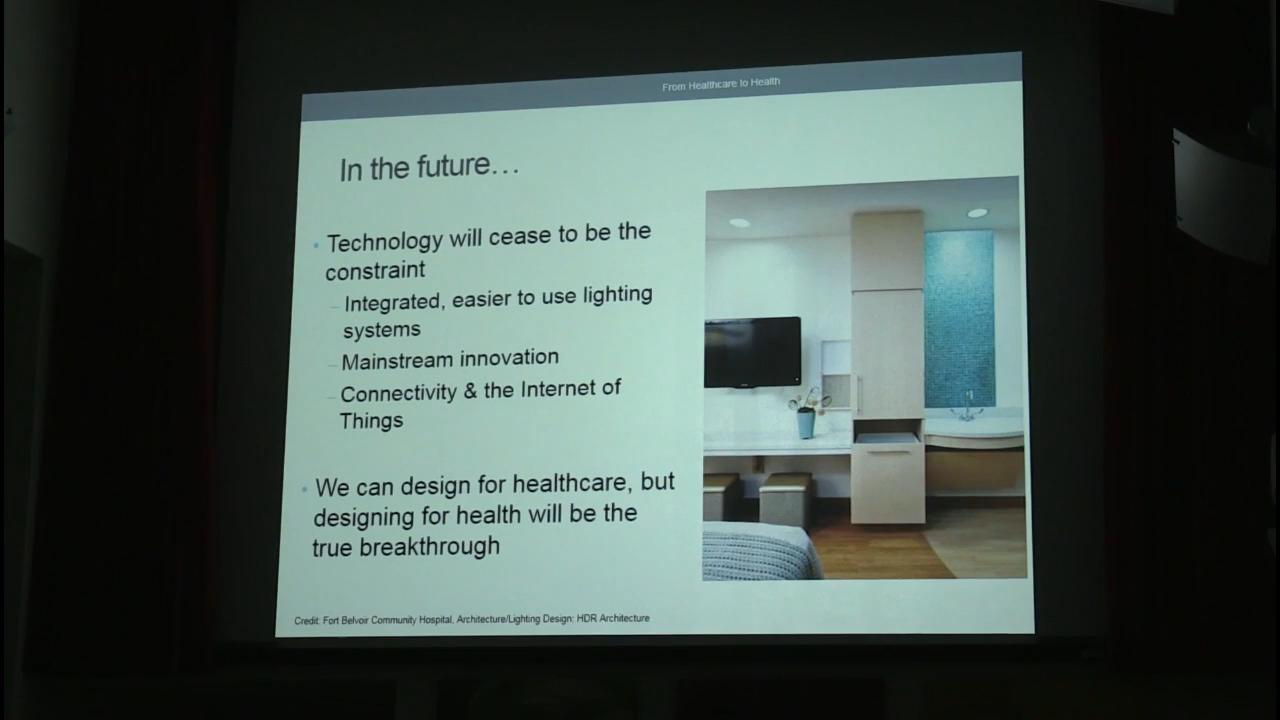 From Healthcare to Health
In the future...
• Technology will cease to be the
constraint
– Integrated, easier to use lighting
systems
– Mainstream innovation
– Connectivity & the Internet of
Things
• We can design for healthcare, but
designing for health will be the
true breakthrough
Credit: Fort Belvoir Community Hospital, Architecture/Lighting Design: HDR Architecture